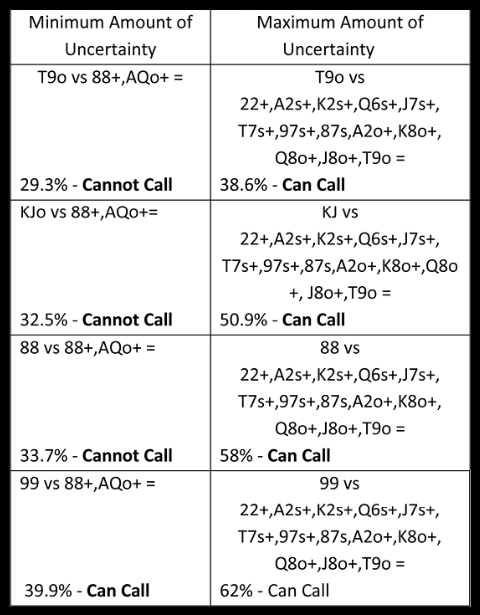 Minimum Amount of
Uncertainty
Maximum Amount of
Uncertainty
T9o vs 88+,AQo+ =
29.3% - Cannot Call
T9o vs
22+,A2s+,K2s+,Q6s+,J7s+,
T7s+,97s+,87s,A2o+,K8o+,
Q8o+,J8o+,T9o =
38.6% - Can Call
KJo vs 88+,AQo+=
32.5% - Cannot Call
KJ vs
22+,A2s+,K2s+,Q6s+,J7s+,
T7s+,97s+,87s,A2o+,K8o+,Q8o
+, J8o+,T9o =
50.9% - Can Call
88 vs 88+,AQo+ =
33.7% - Cannot Call
88 vs
22+,A2s+,K2s+,Q6s+,J7s+,
T7s+,97s+,87s,A2o+,K8o+,
Q8o+,J8o+,T9o =
58% - Can Call
99 vs 88+,AQo+ =
39.9% - Can Call
99 vs
22+,A2s+,K2s+,Q6s+,J7s+,
T7s+,97s+,87s,A2o+,K8o+,
Q8o+,J8o+,T9o =
62% - Can Call